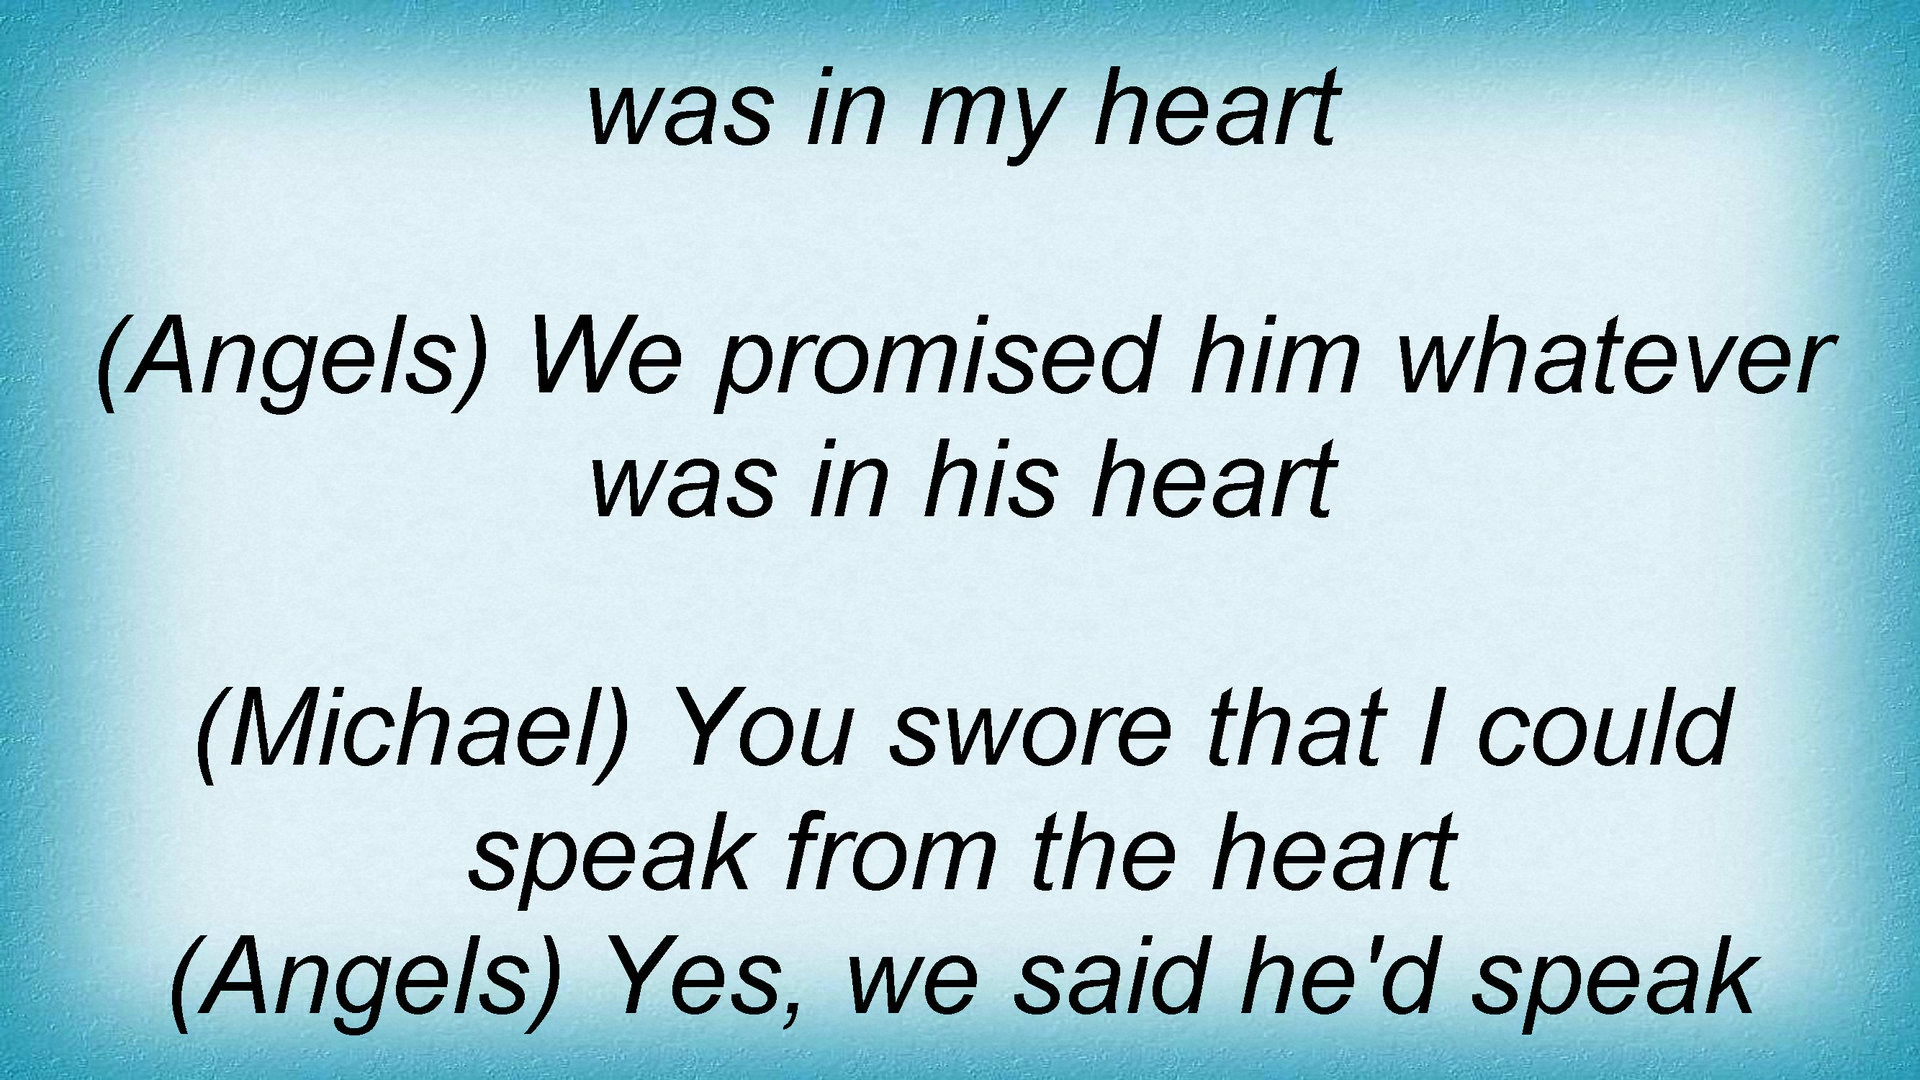 was in my heart
(Angels) We promised him whatever
was in his heart
(Michael) You swore that I could
speak from the heart
(Angels) Yes, we said he'd speak